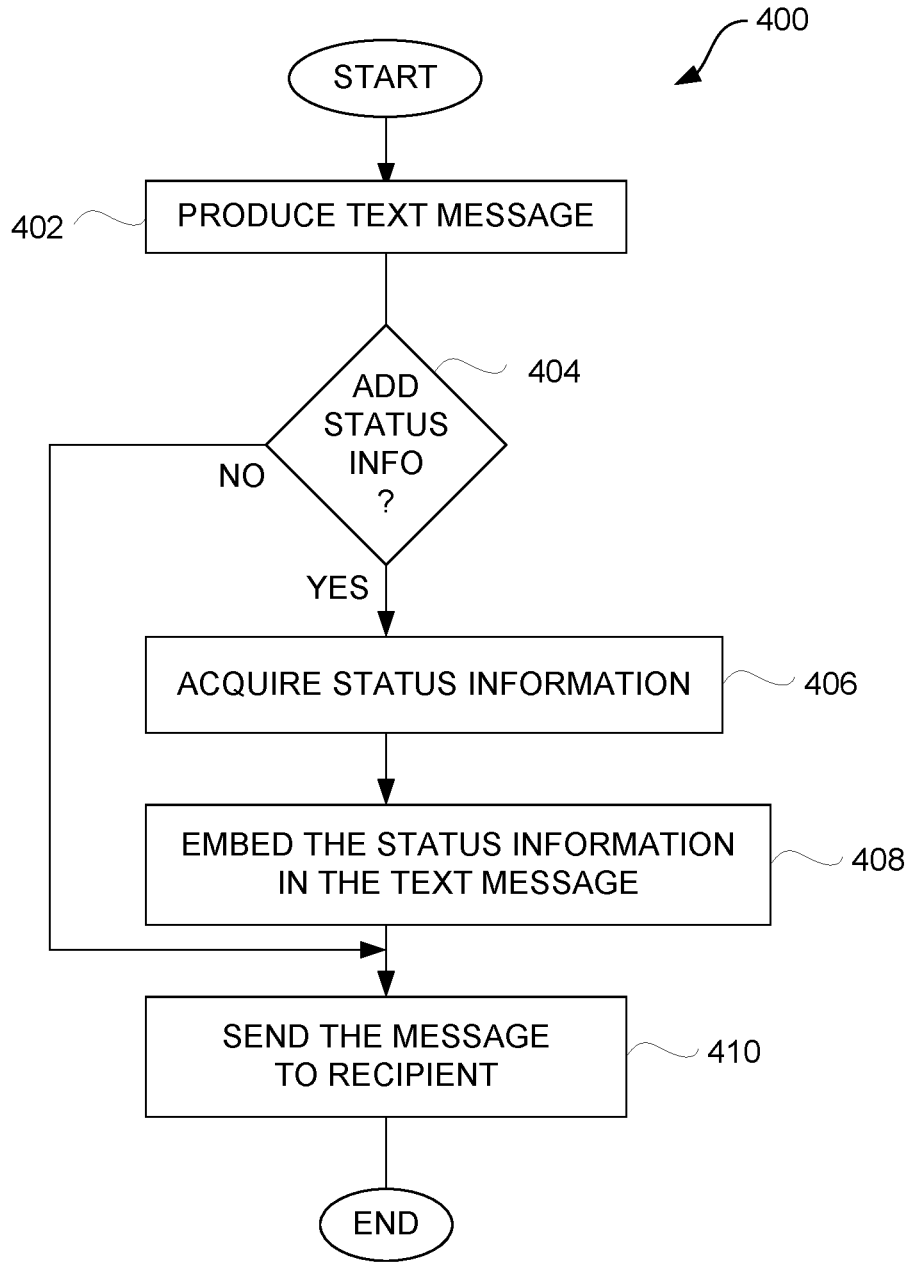 400
START
402
PRODUCE TEXT MESSAGE
404
ADD
STATUS
INFO
?
NO
YES
ACQUIRE STATUS INFORMATION
406
EMBED THE STATUS INFORMATION
IN THE TEXT MESSAGE
408
SEND THE MESSAGE
TO RECIPIENT
410
END